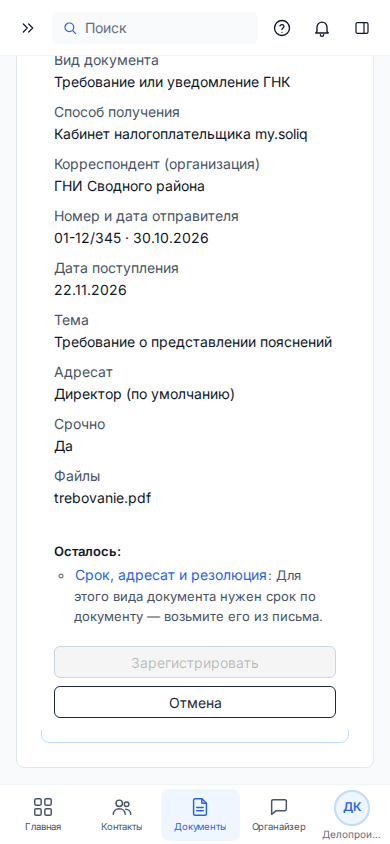 Поиск
Вид документа
Требование или уведомление ГНК
Способ получения
Кабинет налогоплательщика my.soliq
Корреспондент (организация)
ГНИ Сводного района
Номер и дата отправителя
01-12/345 · 30.10.2026
Дата поступления
22.11.2026
Тема
Требование о представлении пояснений
Адресат
Директор (по умолчанию)
Срочно
Да
Файлы
trebovanie.pdf
Осталось:
Срок, адресат и резолюция: Для
этого вида документа нужен срок по
документу — возьмите его из письма.
Зарегистрировать
Отмена
Главная
Контакты
Документы
Органайзер
ДК
Делопрои...